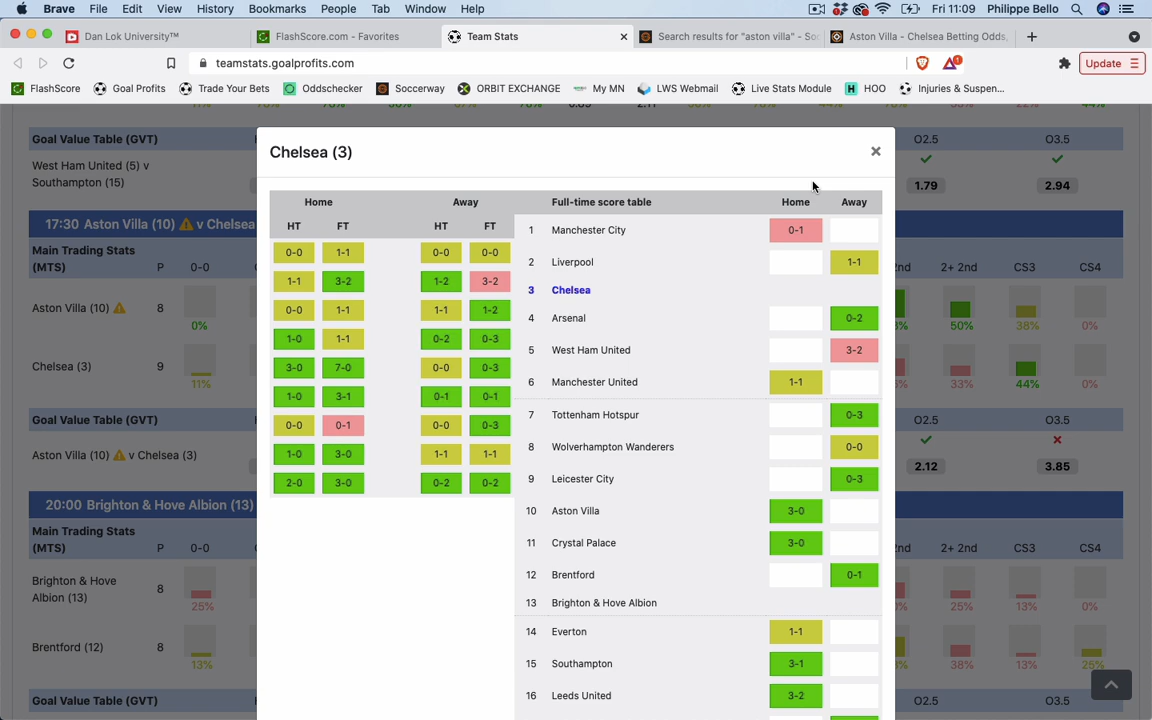 Brave File Edit View History Bookmarks People Tab Window Help Fri 11:09 Philippe Bello
Dan Lok University™ FlashScore.com - Favorites Team Stats × Search results for "aston villa" - So Aston Villa - Chelsea Betting Odds, +
teamstats.goalprofits.com 1 Update
FlashScore Goal Profits Trade Your Bets Oddschecker Soccerway ORBIT EXCHANGE My MN LWS Webmail Live Stats Module HOO Injuries & Suspen...
Goal Value Table (GVT) O2.5 O3.5
West Ham United (5) v
Southampton (15) 1.79 2.94
17:30 Aston Villa (10) v Chelsea
Main Trading Stats
(MTS) P 0-0 2nd 2+ 2nd CS3 CS4
Aston Villa (10) 8 0% 50% 38% 0%
Chelsea (3) 9 11% 33% 44% 0%
Goal Value Table (GVT) O2.5 O3.5
Aston Villa (10) v Chelsea (3) 2.12 3.85
20:00 Brighton & Hove Albion (13)
Main Trading Stats
(MTS) P 0-0 2nd 2+ 2nd CS3 CS4
Brighton & Hove
Albion (13) 8 25% 25% 13% 0%
Brentford (12) 8 13% 38% 13% 25%
Goal Value Table (GVT) O2.5 O3.5
Chelsea (3) ×
Home Away
HT FT HT FT
0-0 1-1 0-0 0-0
1-1 3-2 1-2 3-2
0-0 1-1 1-1 1-2
1-0 1-1 0-2 0-3
3-0 7-0 0-0 0-3
1-0 3-1 0-1 0-1
0-0 0-1 0-0 0-3
1-0 3-0 1-1 1-1
2-0 3-0 0-2 0-2
Full-time score table Home Away
1 Manchester City 0-1
2 Liverpool 1-1
3 Chelsea
4 Arsenal 0-2
5 West Ham United 3-2
6 Manchester United 1-1
7 Tottenham Hotspur 0-3
8 Wolverhampton Wanderers 0-0
9 Leicester City 0-3
10 Aston Villa 3-0
11 Crystal Palace 3-0
12 Brentford 0-1
13 Brighton & Hove Albion
14 Everton 1-1
15 Southampton 3-1
16 Leeds United 3-2